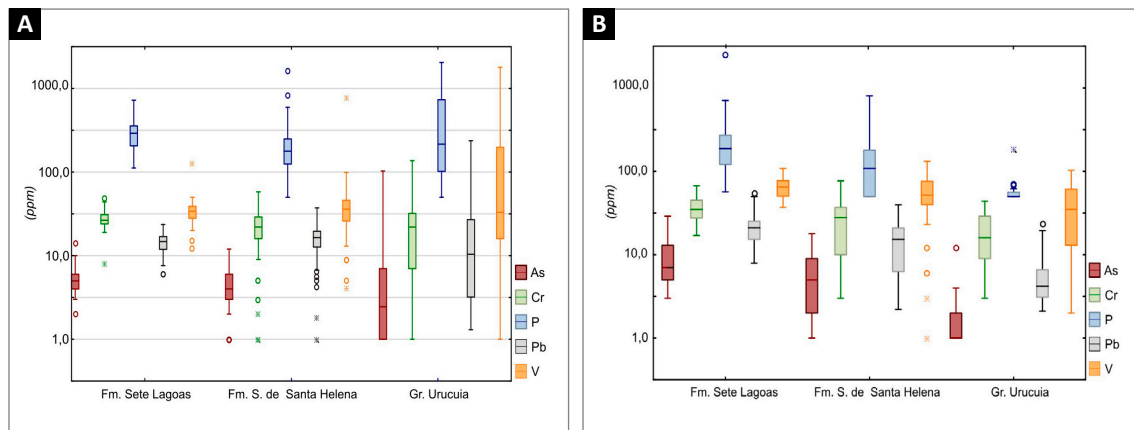 A
(ppm)
1000,0
100,0
10,0
1,0
Fm. Sete Lagoas
Fm. S. de Santa Helena
Gr. Urucuia
As
Cr
P
Pb
V
B
(ppm)
1000,0
100,0
10,0
1,0
Fm. Sete Lagoas
Fm. S. de Santa Helena
Gr. Urucuia
As
Cr
P
Pb
V